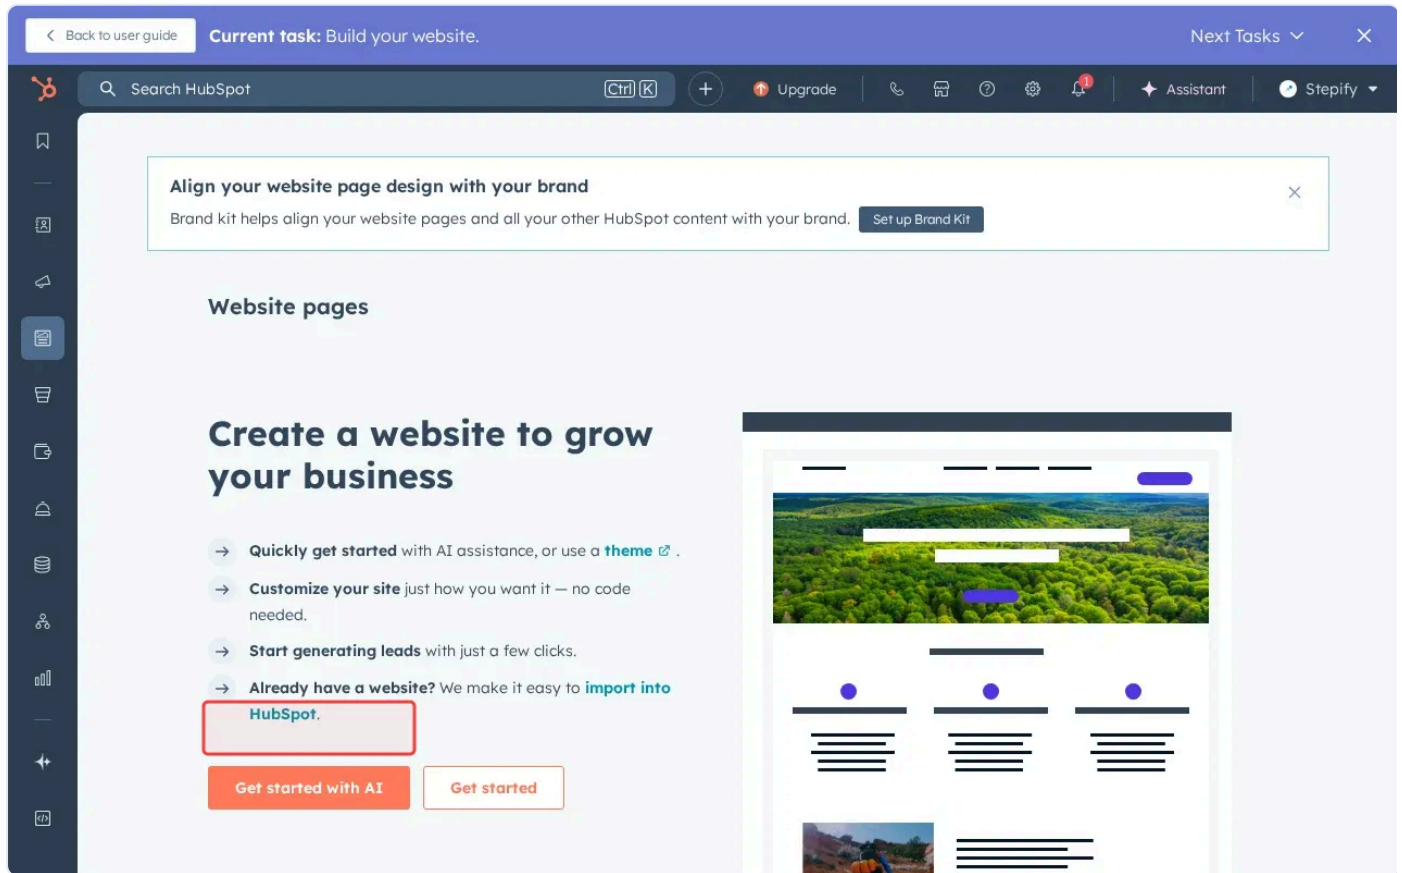 Back to user guide
Current task: Build your website.
Next Tasks
Search HubSpot
Ctrl K
Upgrade
1
Assistant
Stepify
Align your website page design with your brand
Brand kit helps align your website pages and all your other HubSpot content with your brand. Set up Brand Kit
Website pages
Create a website to grow
your business
Quickly get started with AI assistance, or use a theme .
Customize your site just how you want it — no code
needed.
Start generating leads with just a few clicks.
Already have a website? We make it easy to import into
HubSpot.
Get started with AI
Get started